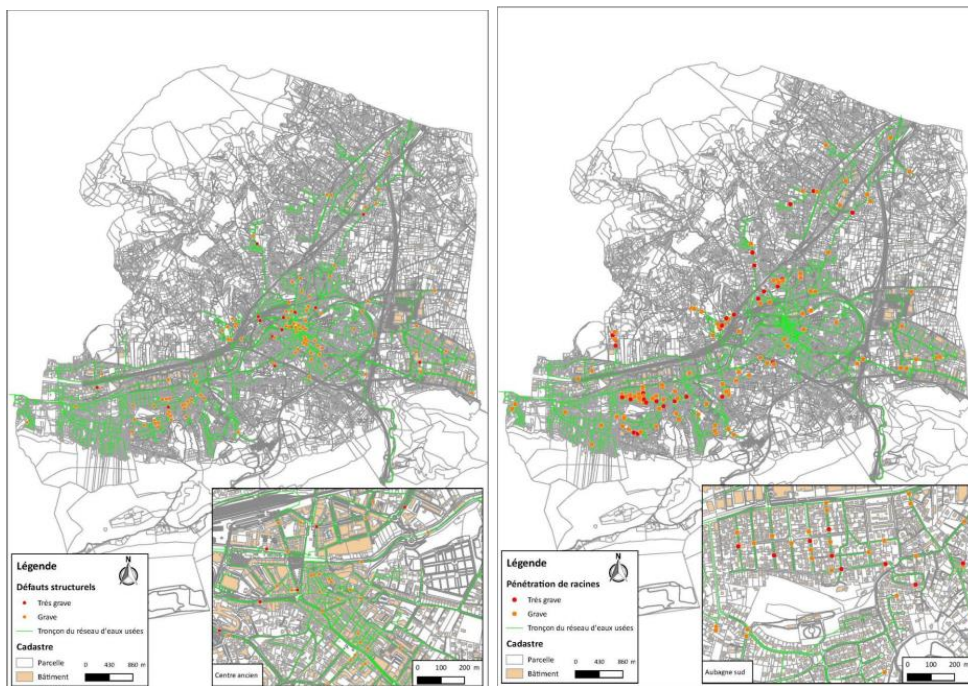 Légende
N
Défauts structurels
Très grave
Grave
Tronçon du réseau d'eaux usées
Cadastre
Parcelle
Bâtiment
0 430 860 m
Centre ancien
0 100 200 m
Légende
N
Pénétration de racines
Très grave
Grave
Tronçon du réseau d'eaux usées
Cadastre
Parcelle
Bâtiment
0 430 860 m
Aubagne sud
0 100 200 m